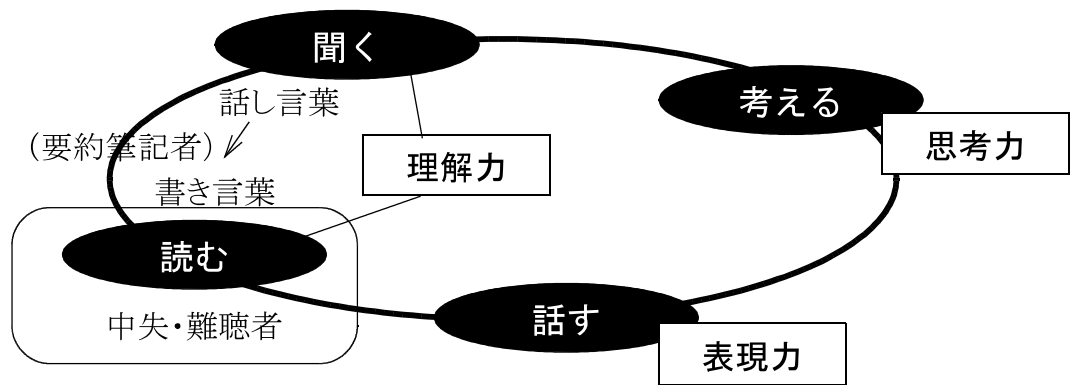 聞く
考える
話し言葉
(要約筆記者)
思考力
理解力
書き言葉
読む
話す
中失・難聴者
表現力